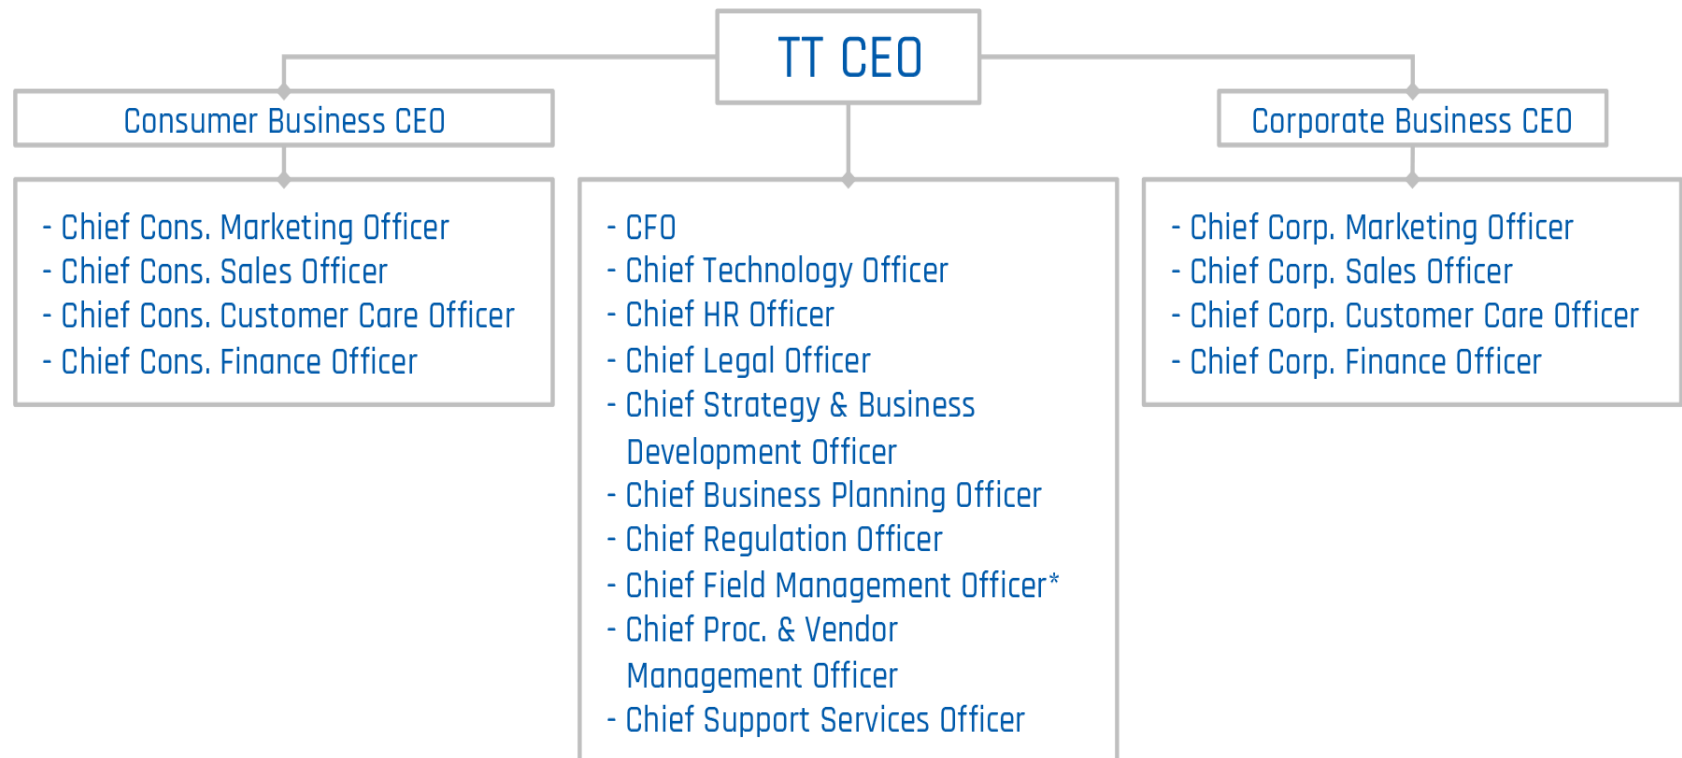 TT CEO
Consumer Business CEO
Corporate Business CEO
- Chief Cons. Marketing Officer
- Chief Cons. Sales Officer
- Chief Cons. Customer Care Officer
- Chief Cons. Finance Officer
- CFO
- Chief Technology Officer
- Chief HR Officer
- Chief Legal Officer
- Chief Strategy & Business
Development Officer
- Chief Business Planning Officer
- Chief Regulation Officer
- Chief Field Management Officer*
- Chief Proc. & Vendor
Management Officer
- Chief Support Services Officer
- Chief Corp. Marketing Officer
- Chief Corp. Sales Officer
- Chief Corp. Customer Care Officer
- Chief Corp. Finance Officer